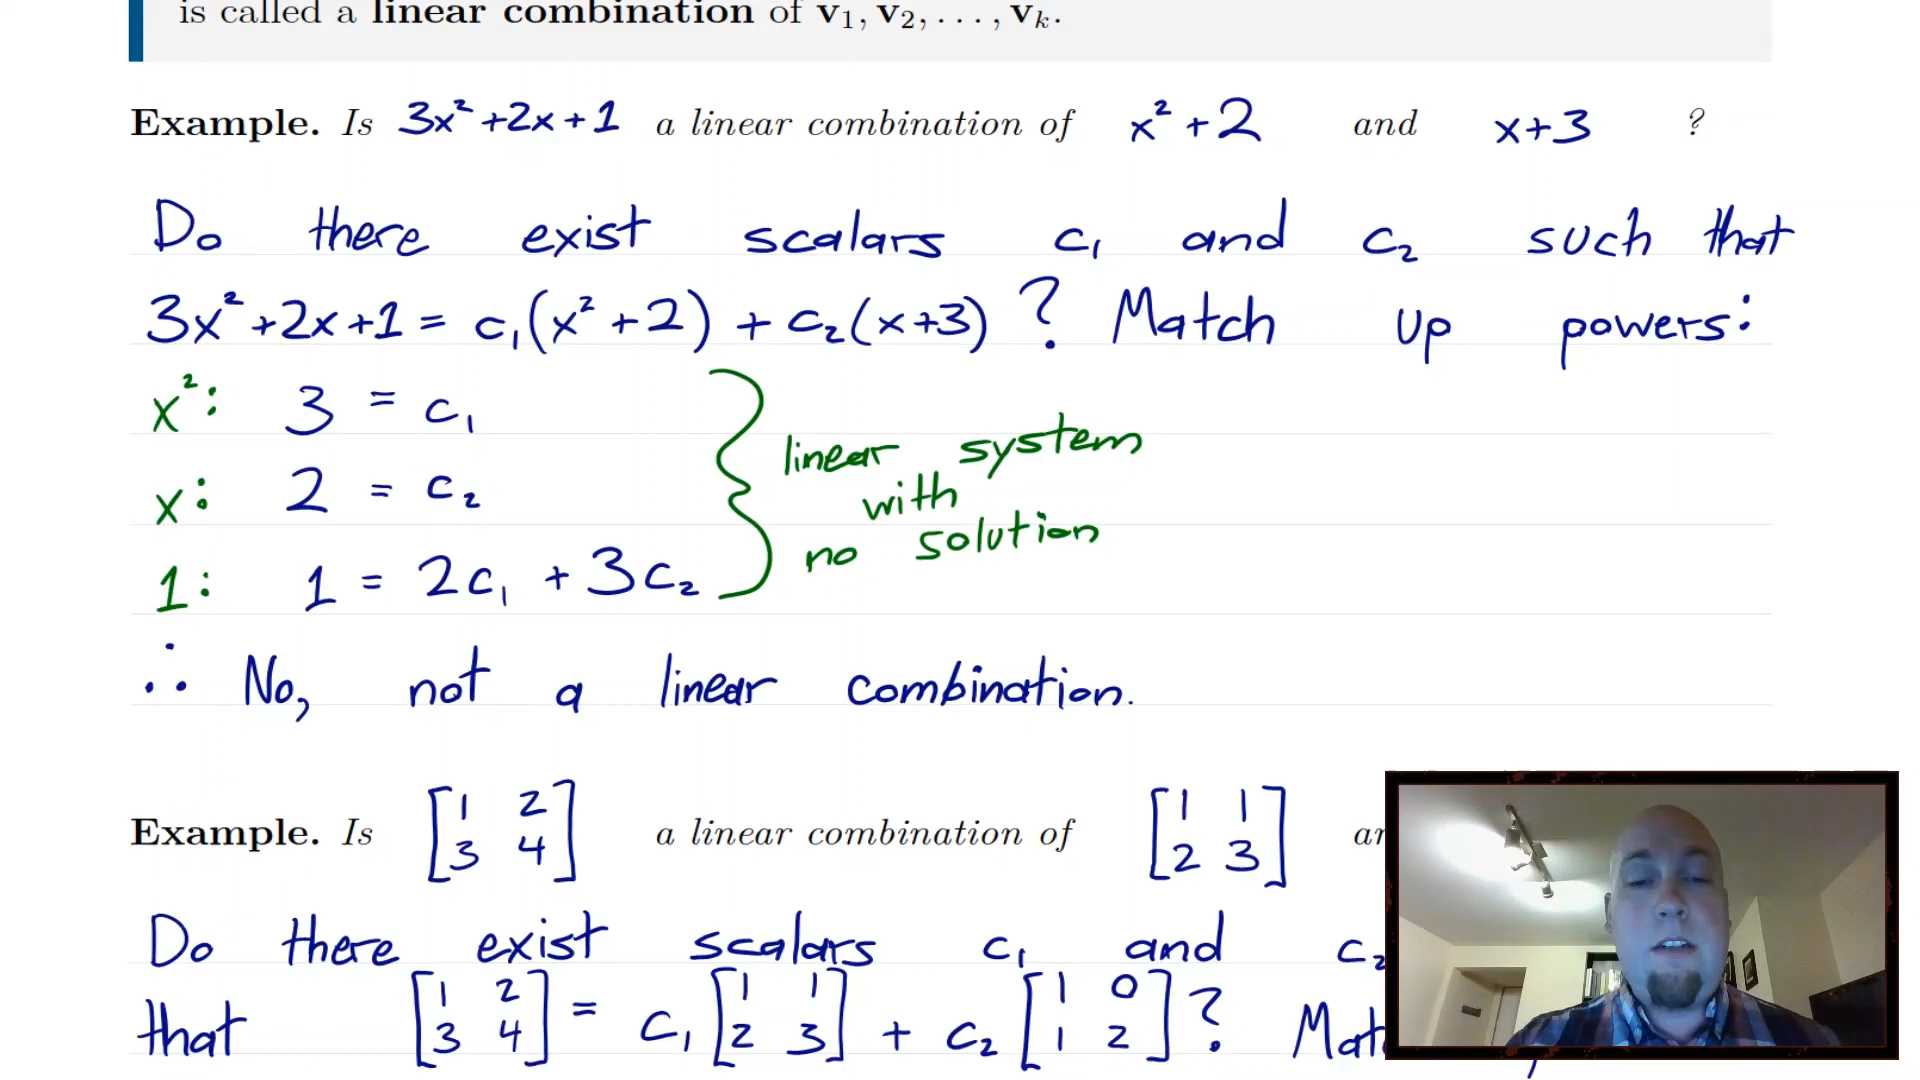 is called a linear combination of v₁, v₂, . . . , vₖ.
Example. Is 3x²+2x+1 a linear combination of x²+2 and x+3 ?
Do there exist scalars c₁ and c₂ such that
3x²+2x+1 = c₁(x²+2) + c₂(x+3) ? Match up powers:
x²: 3 = c₁
x: 2 = c₂
1: 1 = 2c₁ + 3c₂
linear system
with
no solution
∴ No, not a linear combination.
Example. Is [1 2; 3 4] a linear combination of [1 1; 2 3]
Do there exist scalars c₁ and c₂
that [1 2; 3 4] = c₁ [1 1; 2 3] + c₂ [1 0; 1 2] ?